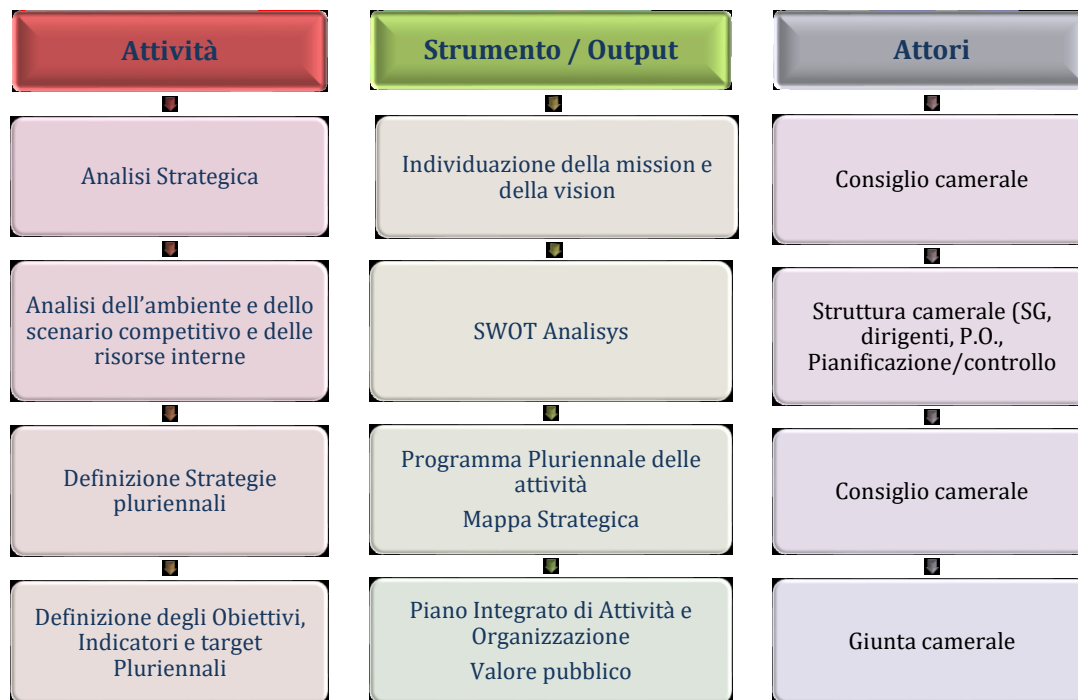 Attività
Strumento / Output
Attori
Analisi Strategica
Individuazione della mission e
della vision
Consiglio camerale
Analisi dell’ambiente e dello
scenario competitivo e delle
risorse interne
SWOT Analisys
Struttura camerale (SG,
dirigenti, P.O.,
Pianificazione/controllo
Definizione Strategie
pluriennali
Programma Pluriennale delle
attività
Mappa Strategica
Consiglio camerale
Definizione degli Obiettivi,
Indicatori e target
Pluriennali
Piano Integrato di Attività e
Organizzazione
Valore pubblico
Giunta camerale